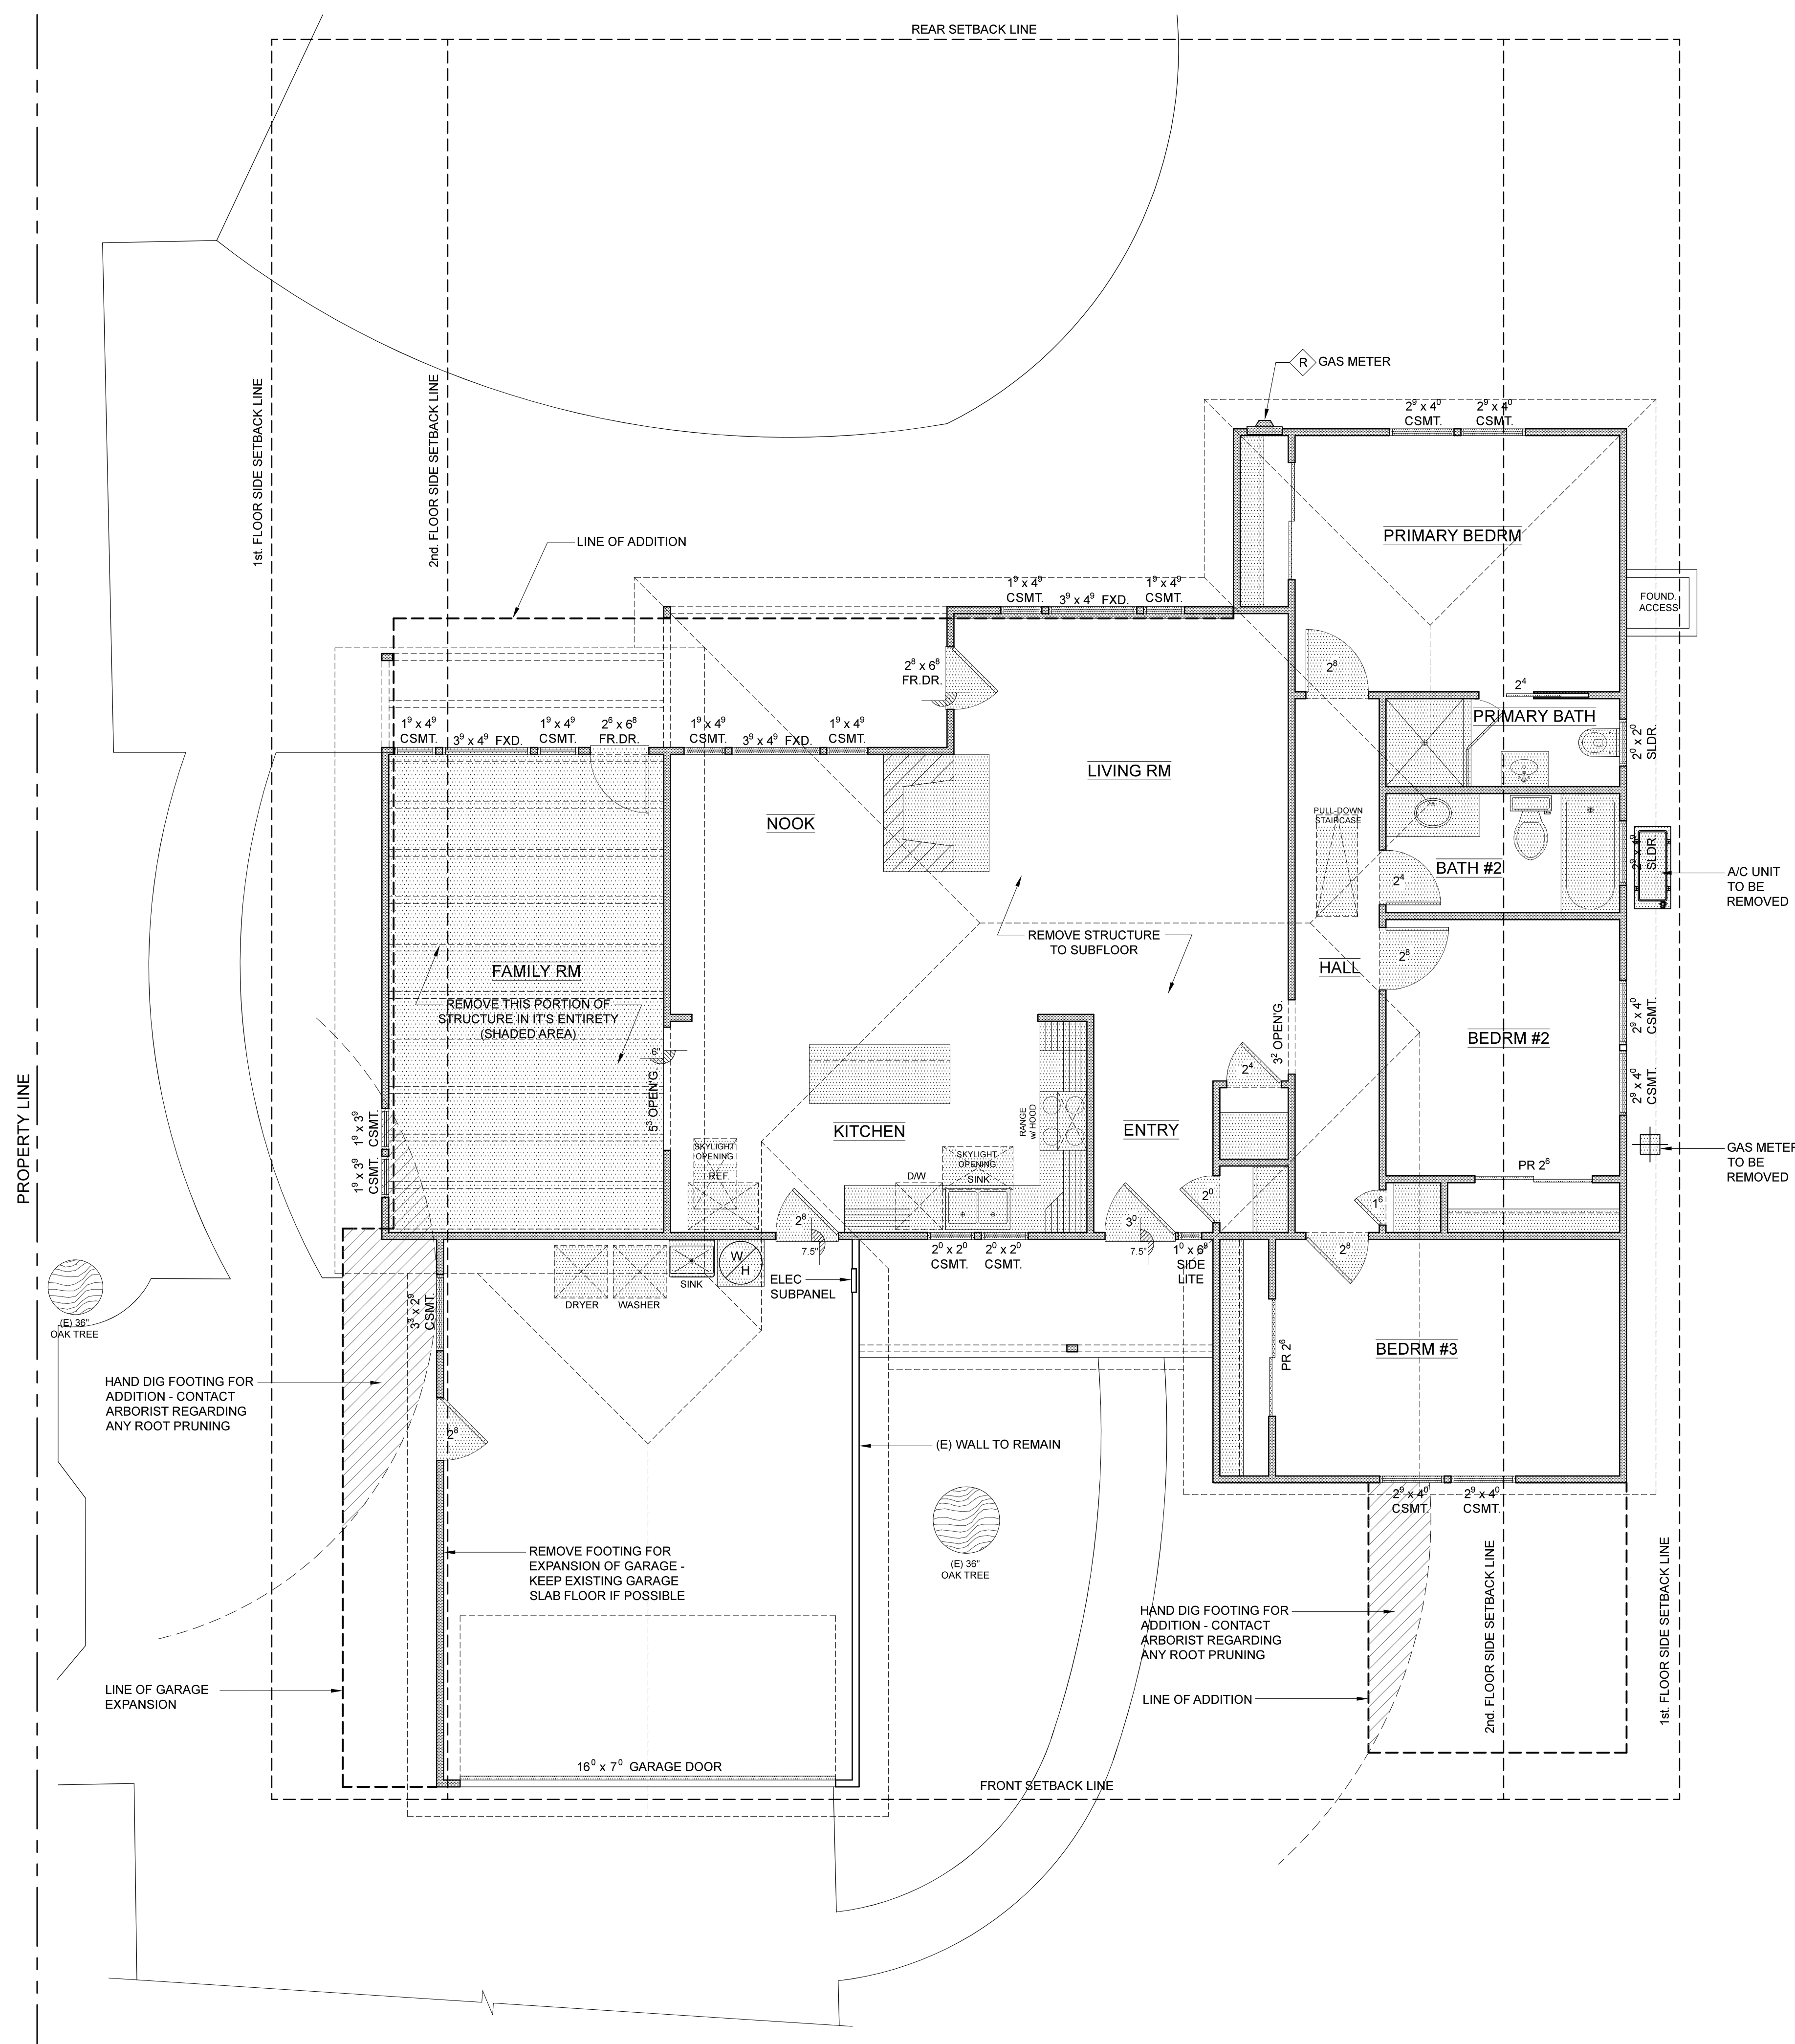 REAR SETBACK LINE
R
GAS METER
1st. FLOOR SIDE SETBACK LINE
2nd. FLOOR SIDE SETBACK LINE
2⁹ x 4⁰
CSMT.
2⁹ x 4⁰
CSMT.
LINE OF ADDITION
PRIMARY BEDRM
1⁹ x 4⁹
CSMT.
3⁹ x 4⁹ FXD.
1⁹ x 4⁹
CSMT.
FOUND.
ACCESS
2⁸ x 6⁸
FR.DR.
2⁸
2⁴
PRIMARY BATH
2⁰ x 2⁰
SLDR.
1⁹ x 4⁹
CSMT.
3⁹ x 4⁹ FXD.
1⁹ x 4⁹
CSMT.
2⁶ x 6⁸
FR.DR.
1⁹ x 4⁹
CSMT.
3⁹ x 4⁹ FXD.
1⁹ x 4⁹
CSMT.
LIVING RM
NOOK
PULL-DOWN
STAIRCASE
BATH #2
2⁴
SLDR.
A/C UNIT
TO BE
REMOVED
REMOVE STRUCTURE
TO SUBFLOOR
FAMILY RM
HALL
2⁸
REMOVE THIS PORTION OF
STRUCTURE IN IT'S ENTIRETY
(SHADED AREA)
6"
5³ OPEN'G.
3² OPEN'G.
BEDRM #2
2⁹ x 4⁰
CSMT.
2⁹ x 4⁰
CSMT.
2⁴
PROPERTY LINE
1⁹ x 3⁹
CSMT.
1⁹ x 3⁹
CSMT.
KITCHEN
RANGE
w/ HOOD
ENTRY
SKYLIGHT
OPENING
REF
SKYLIGHT
OPENING
D/W
SINK
GAS METER
TO BE
REMOVED
PR 2⁶
2⁰
1⁶
2⁸
7.5"
3⁰
7.5"
2⁰ x 2⁰
CSMT.
2⁰ x 2⁰
CSMT.
1⁰ x 6⁸
SIDE
LITE
2⁸
W
H
SINK
DRYER
WASHER
ELEC
SUBPANEL
3³ x 2⁹
CSMT.
(E) 36"
OAK TREE
PR 2⁶
BEDRM #3
HAND DIG FOOTING FOR
ADDITION - CONTACT
ARBORIST REGARDING
ANY ROOT PRUNING
2⁸
(E) WALL TO REMAIN
2⁹ x 4⁰
CSMT.
2⁹ x 4⁰
CSMT.
REMOVE FOOTING FOR
EXPANSION OF GARAGE -
KEEP EXISTING GARAGE
SLAB FLOOR IF POSSIBLE
(E) 36"
OAK TREE
HAND DIG FOOTING FOR
ADDITION - CONTACT
ARBORIST REGARDING
ANY ROOT PRUNING
2nd. FLOOR SIDE SETBACK LINE
1st. FLOOR SIDE SETBACK LINE
LINE OF GARAGE
EXPANSION
LINE OF ADDITION
16⁰ x 7⁰ GARAGE DOOR
FRONT SETBACK LINE